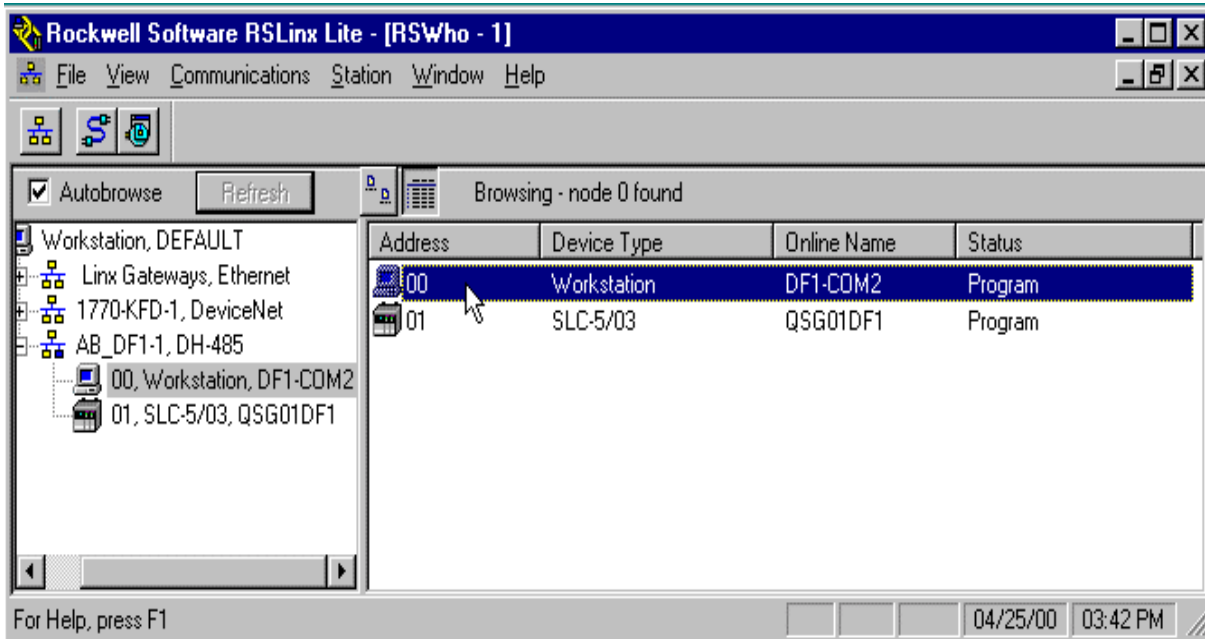 Rockwell Software RSLinx Lite - [RSWho - 1]
File View Communications Station Window Help
Autobrowse Refresh Browsing - node 0 found
Workstation, DEFAULT
Linx Gateways, Ethernet
1770-KFD-1, DeviceNet
AB_DF1-1, DH-485
00, Workstation, DF1-COM2
01, SLC-5/03, QSG01DF1
Address Device Type Online Name Status
00 Workstation DF1-COM2 Program
01 SLC-5/03 QSG01DF1 Program
For Help, press F1 04/25/00 03:42 PM